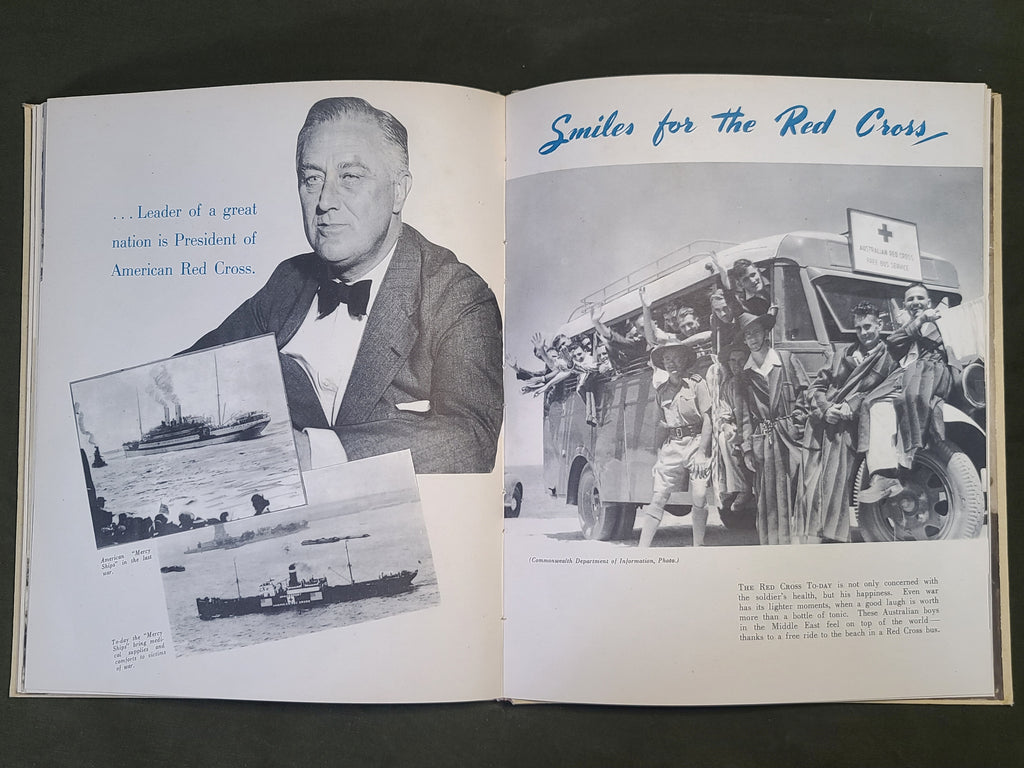 ...Leader of a great
nation is President of
American Red Cross.
American "Mercy
Ships" in the last
war.
To-day the "Mercy
Ships" bring medi-
cal supplies and
comforts to victims
of war.
Smiles for the Red Cross
AUSTRALIAN RED CROSS
FREE BUS SERVICE
(Commonwealth Department of Information, Photo.)
THE RED CROSS TO-DAY is not only concerned with
the soldier's health, but his happiness. Even war
has its lighter moments, when a good laugh is worth
more than a bottle of tonic. These Australian boys
in the Middle East feel on top of the world—
thanks to a free ride to the beach in a Red Cross bus.